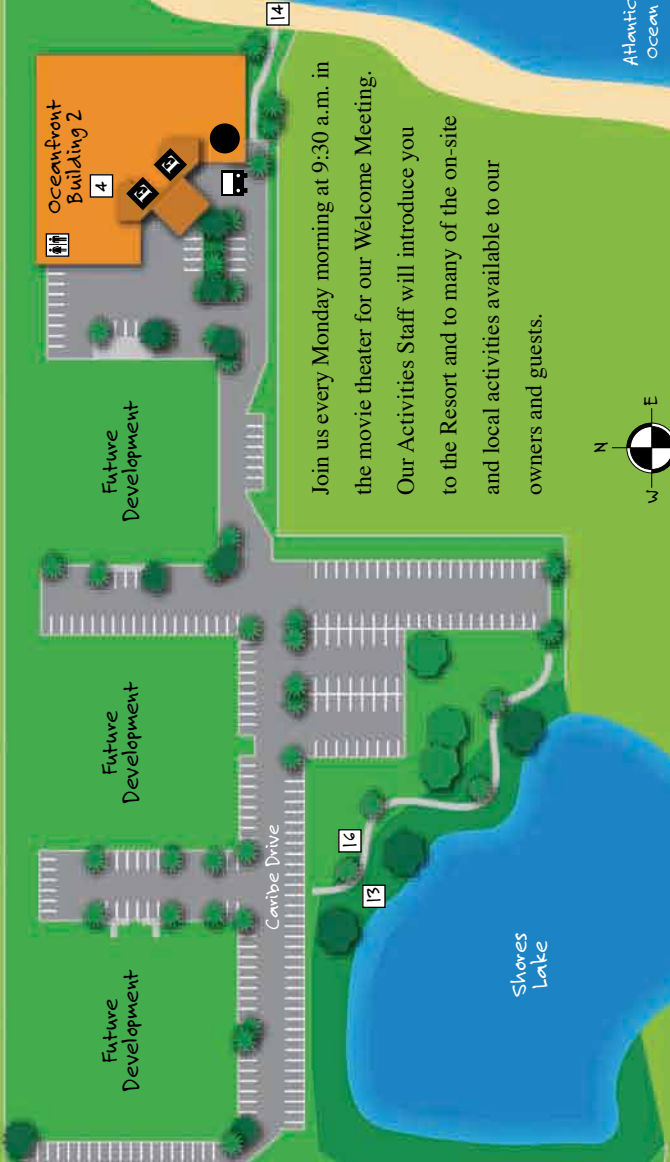 Future
Development
Future
Development
Future
Development
Oceanfront
Building 2
4
E
E
14
Caribe Drive
16
13
Shores
Lake
Join us every Monday morning at 9:30 a.m. in
the movie theater for our Welcome Meeting.
Our Activities Staff will introduce you
to the Resort and to many of the on-site
and local activities available to our
owners and guests.
N
W
E
Atlantic
Ocean